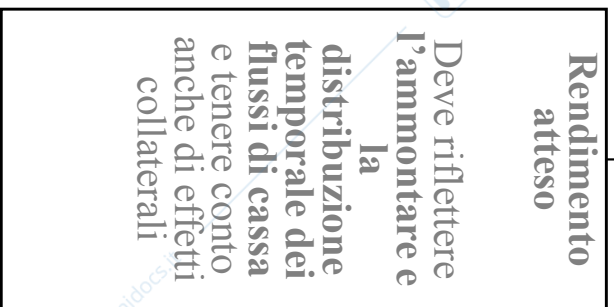 Rendimento
atteso
Deve riflettere
l'ammontare e
la
distribuzione
temporale dei
flussi di cassa
e tenere conto
anche di effetti
collaterali